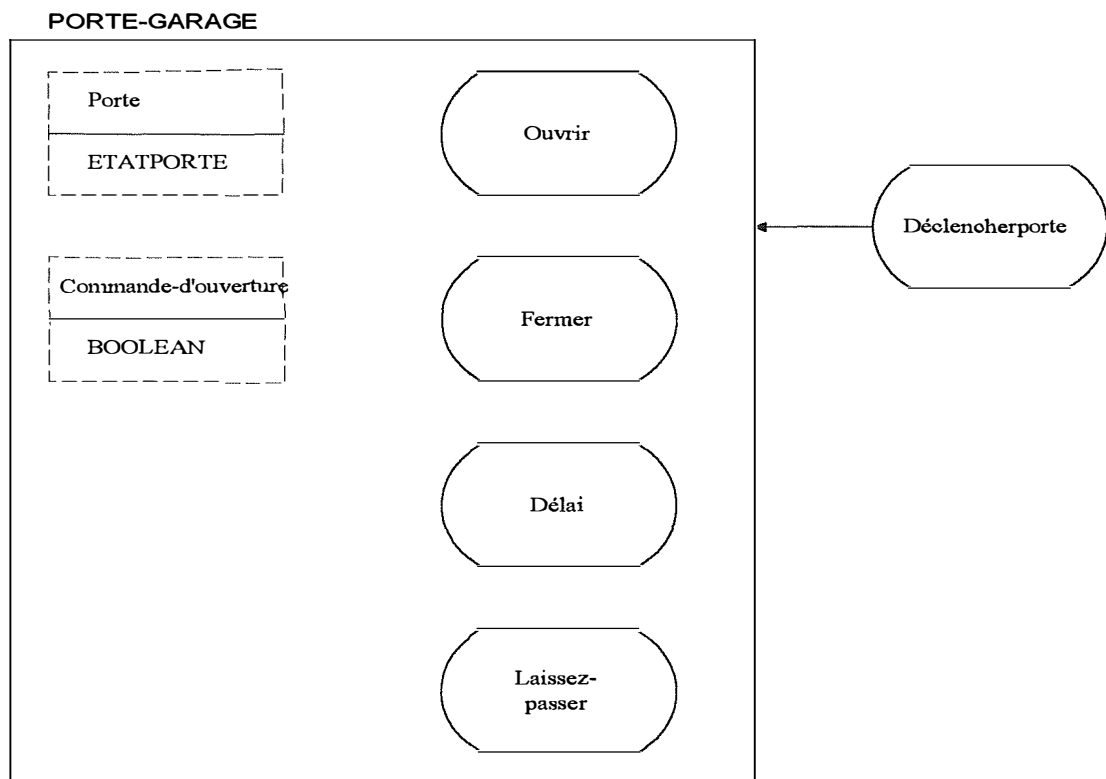 PORTE-GARAGE
Porte
ETATPORTE
Ouvrir
Déclencherporte
Commande-d'ouverture
BOOLEAN
Fermer
Délai
Laissez-
passer